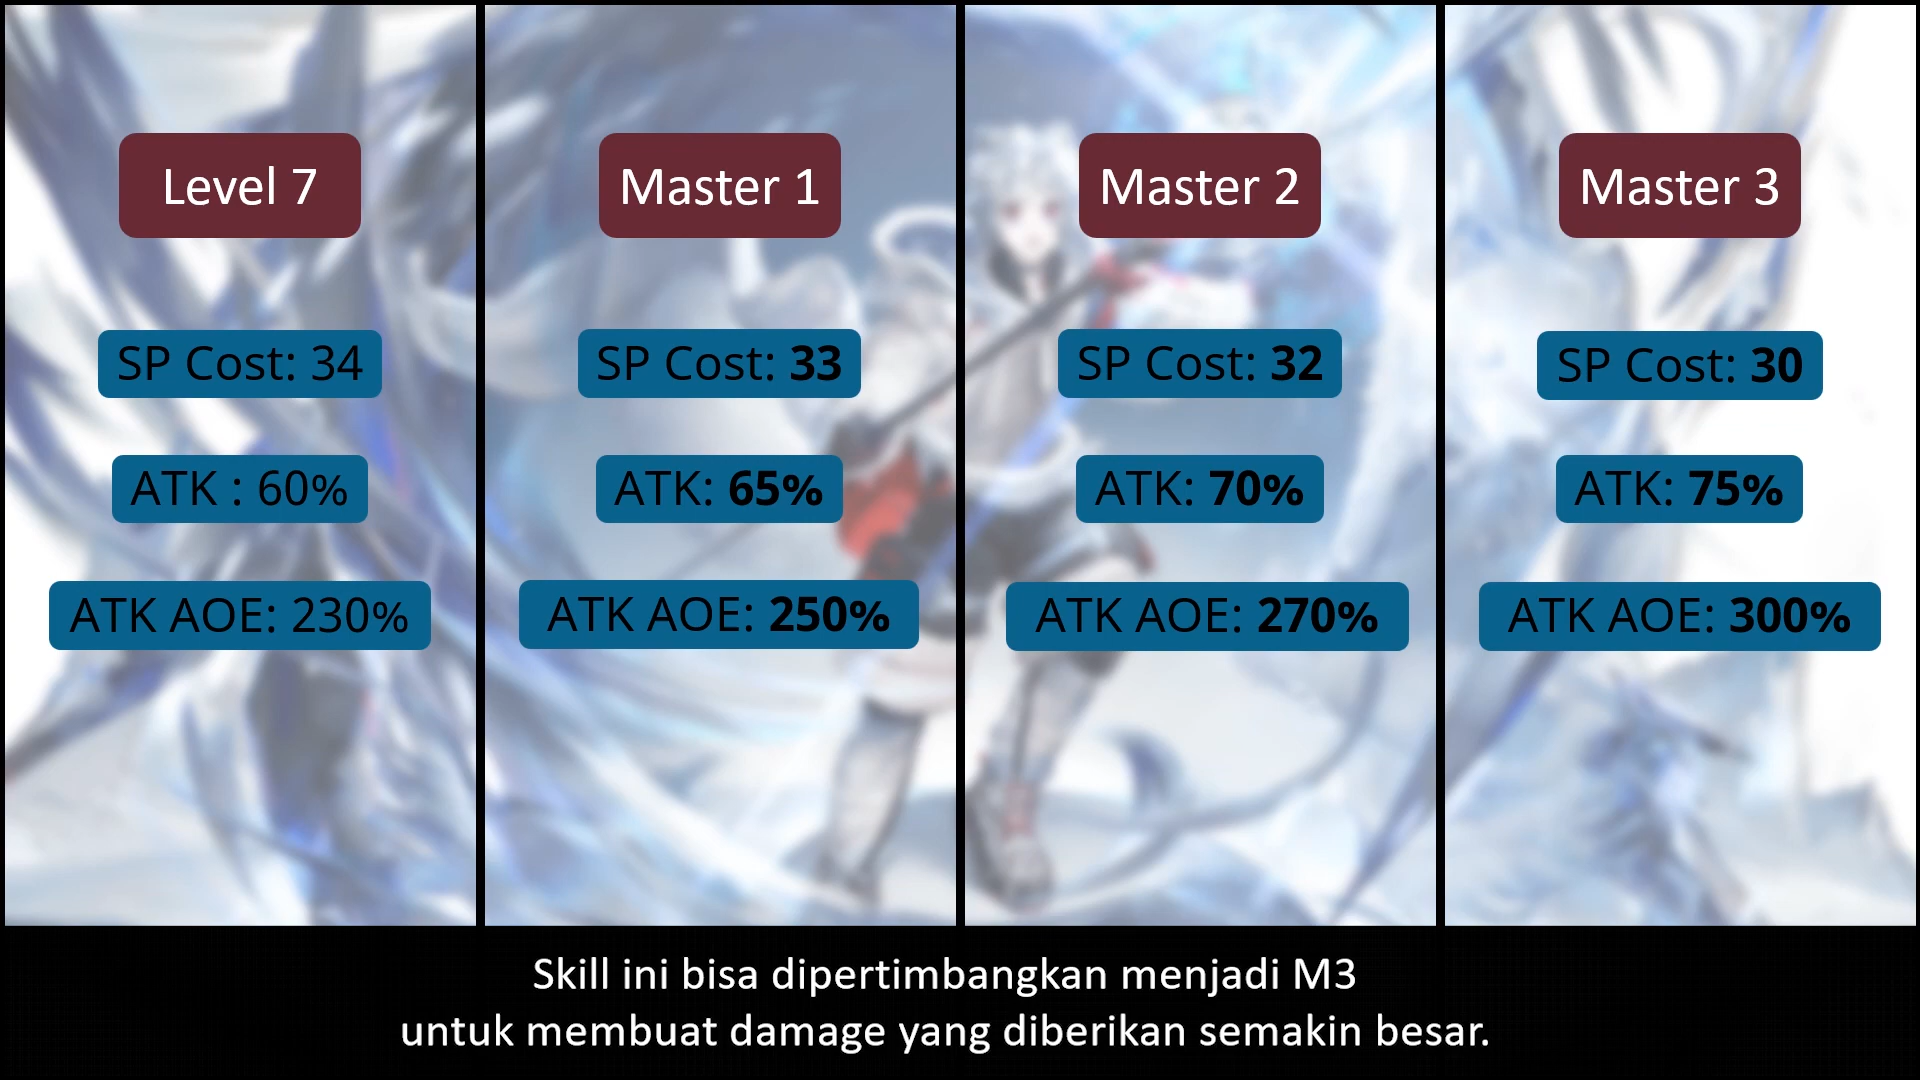 Level 7
SP Cost: 34
ATK : 60%
ATK AOE: 230%
Master 1
SP Cost: 33
ATK: 65%
ATK AOE: 250%
Master 2
SP Cost: 32
ATK: 70%
ATK AOE: 270%
Master 3
SP Cost: 30
ATK: 75%
ATK AOE: 300%
Skill ini bisa dipertimbangkan menjadi M3
untuk membuat damage yang diberikan semakin besar.